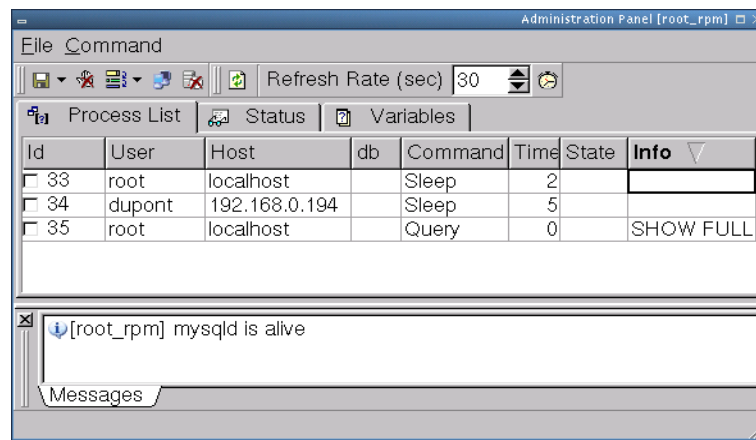 Administration Panel [root_rpm]
File Command
Refresh Rate (sec) 30
Process List Status Variables
Id User Host db Command Time State Info
33 root localhost Sleep 2
34 dupont 192.168.0.194 Sleep 5
35 root localhost Query 0 SHOW FULL
[root_rpm] mysqld is alive
Messages